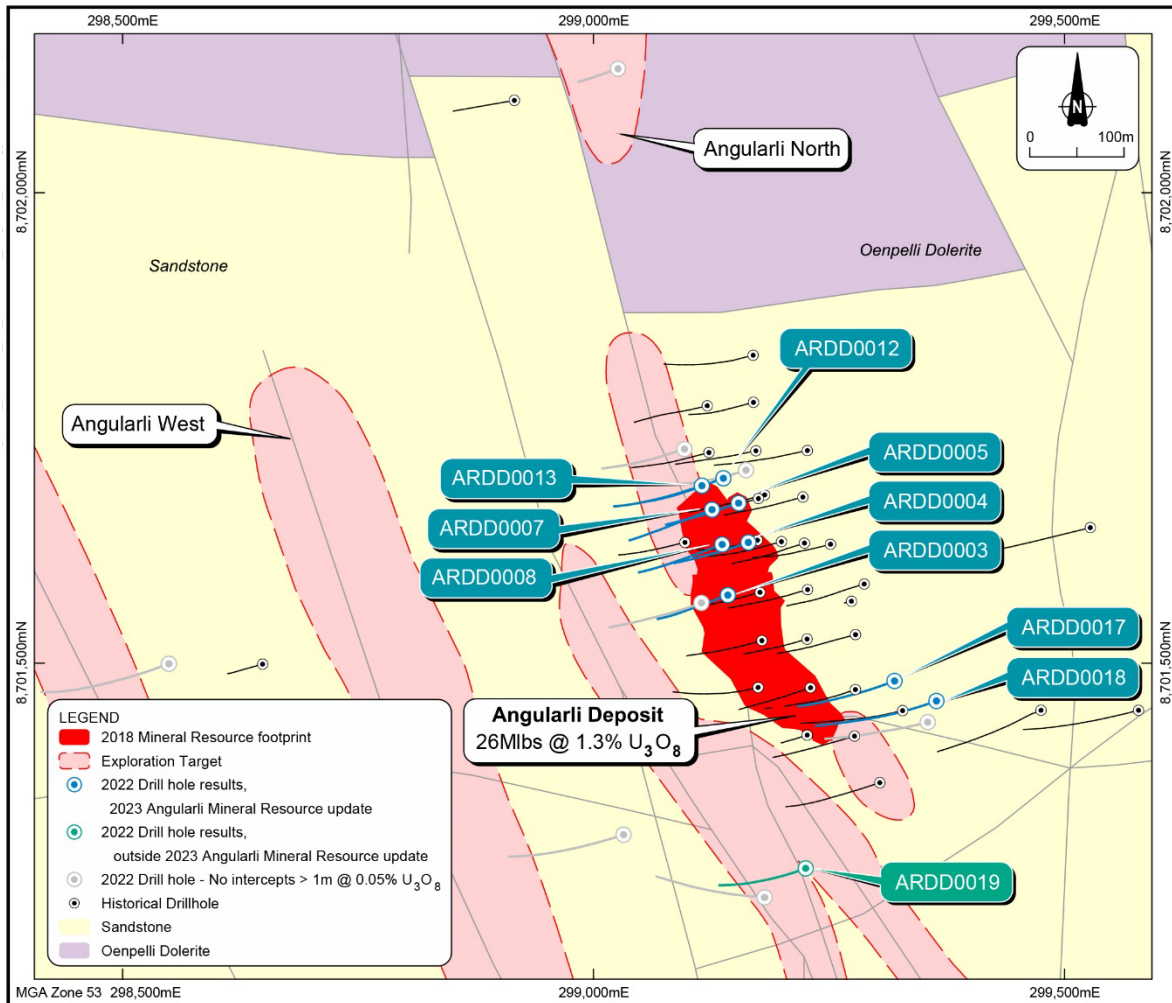 298,500mE
299,000mE
299,500mE
N
0 100m
Angularli North
8,702,000mN
8,702,000mN
Oenpelli Dolerite
Sandstone
ARDD0012
Angularli West
ARDD0005
ARDD0013
ARDD0004
ARDD0007
ARDD0003
ARDD0008
ARDD0017
8,701,500mN
8,701,500mN
ARDD0018
Angularli Deposit
26Mlbs @ 1.3% U₃O₈
ARDD0019
LEGEND
2018 Mineral Resource footprint
Exploration Target
2022 Drill hole results,
2023 Angularli Mineral Resource update
2022 Drill hole results,
outside 2023 Angularli Mineral Resource update
2022 Drill hole - No intercepts > 1m @ 0.05% U₃O₈
Historical Drillhole
Sandstone
Oenpelli Dolerite
MGA Zone 53 298,500mE
299,000mE
299,500mE